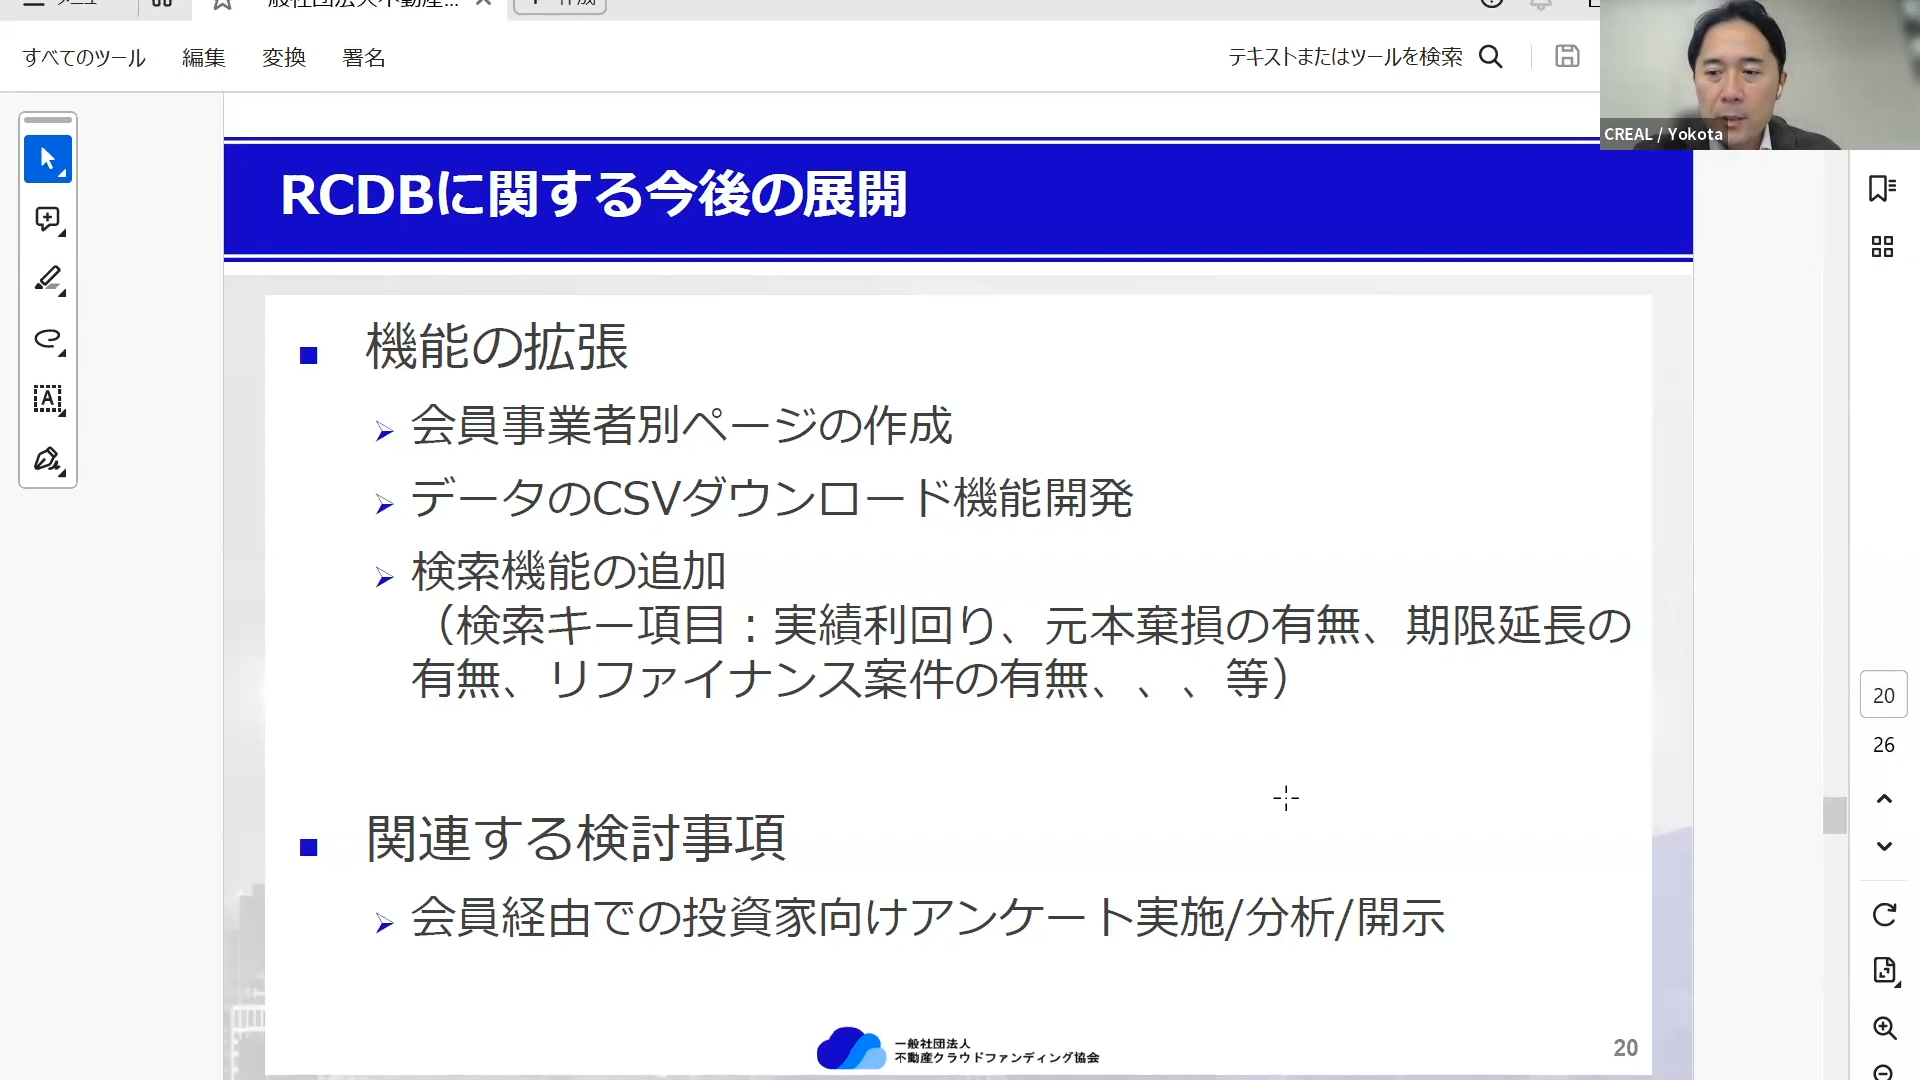 すべてのツール 編集 変換 署名
テキストまたはツールを検索
CREAL / Yokota
RCDBに関する今後の展開
■ 機能の拡張
➢ 会員事業者別ページの作成
➢ データのCSVダウンロード機能開発
➢ 検索機能の追加
（検索キー項目：実績利回り、元本棄損の有無、期限延長の
有無、リファイナンス案件の有無、、、等）
■ 関連する検討事項
➢ 会員経由での投資家向けアンケート実施/分析/開示
一般社団法人
不動産クラウドファンディング協会
20
20
26